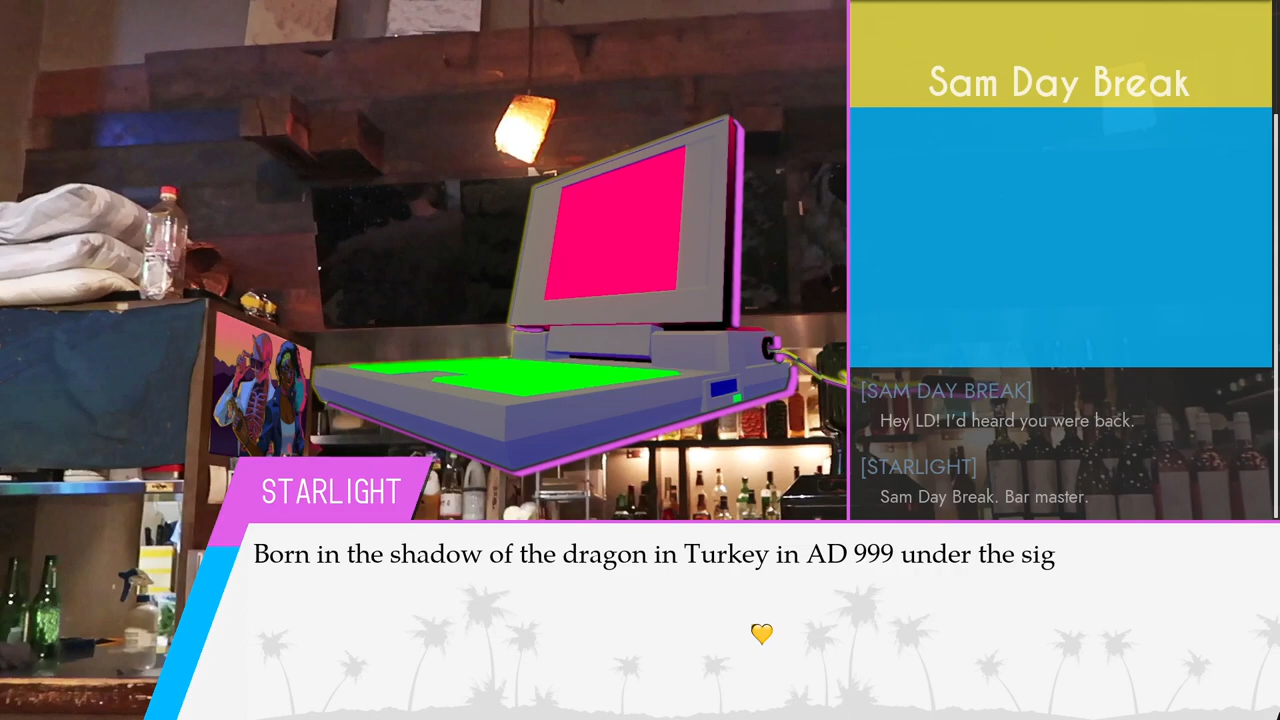 Sam Day Break
[SAM DAY BREAK]
Hey LD! I'd heard you were back.
[STARLIGHT]
Sam Day Break. Bar master.
STARLIGHT
Born in the shadow of the dragon in Turkey in AD 999 under the sig